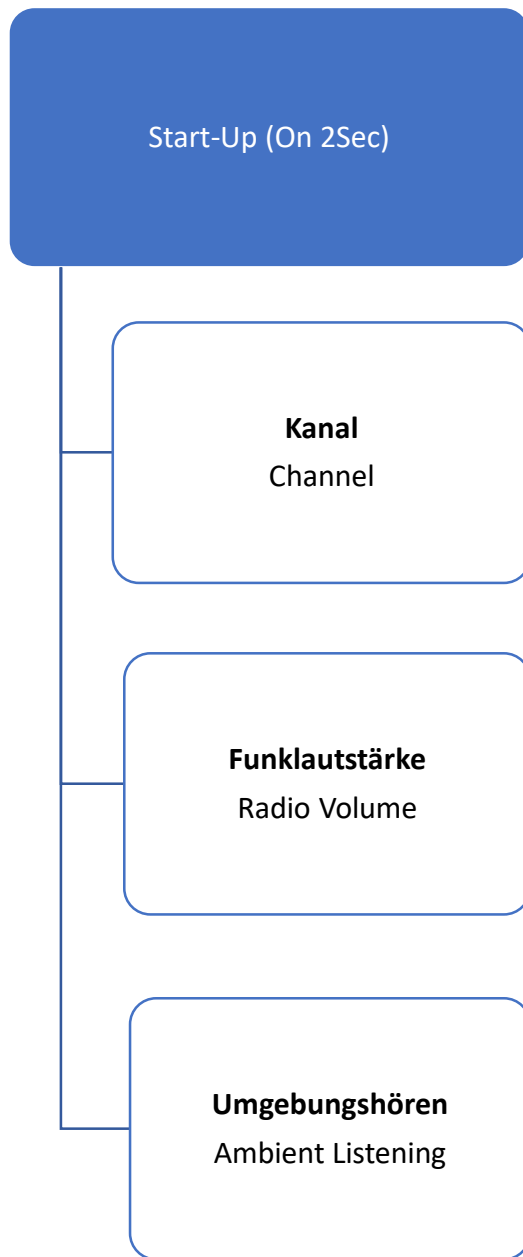 Start-Up (On 2Sec)
Kanal
Channel
Funklautstärke
Radio Volume
Umgebungshören
Ambient Listening